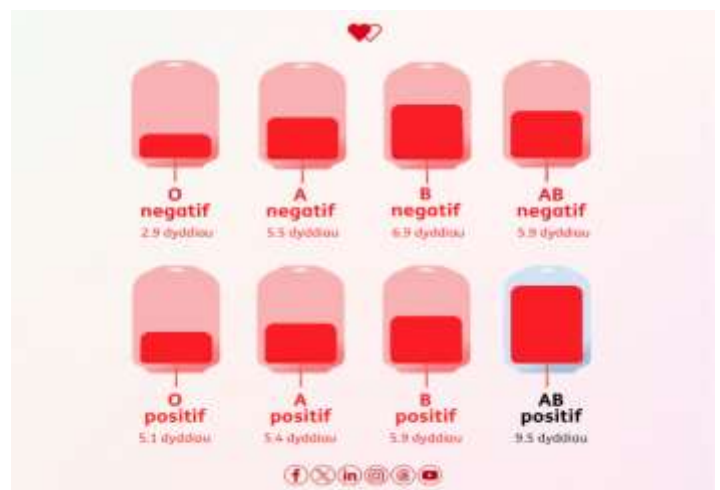 O
negatif
2.9 dyddiau
A
negatif
5.5 dyddiau
B
negatif
6.9 dyddiau
AB
negatif
5.9 dyddiau
O
positif
5.1 dyddiau
A
positif
5.4 dyddiau
B
positif
5.9 dyddiau
AB
positif
9.5 dyddiau